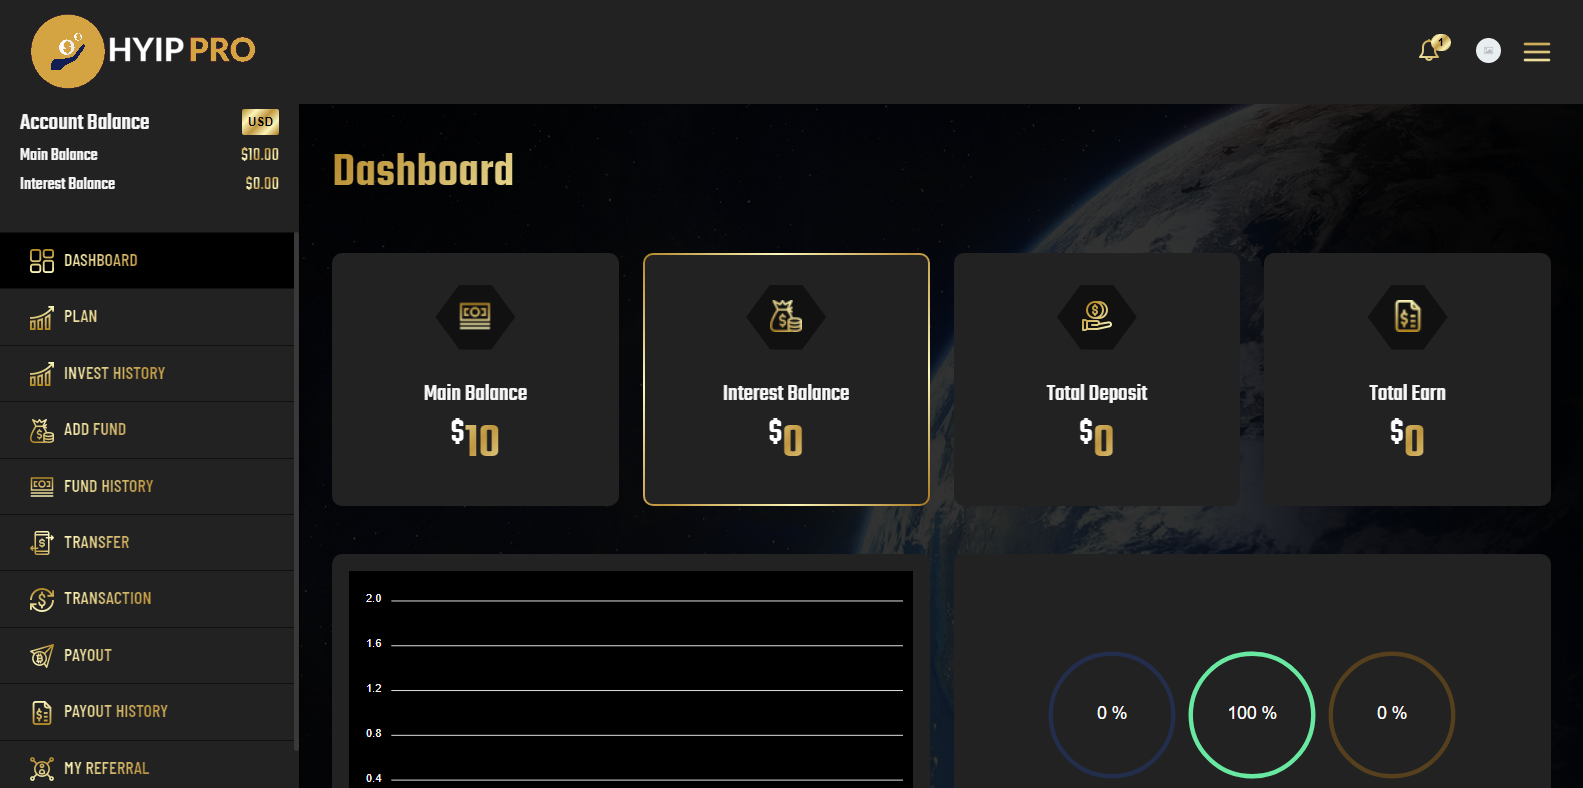 HYIP PRO
1
Account Balance USD
Main Balance $10.00
Interest Balance $0.00
DASHBOARD
PLAN
INVEST HISTORY
ADD FUND
FUND HISTORY
TRANSFER
TRANSACTION
PAYOUT
PAYOUT HISTORY
MY REFERRAL
Dashboard
Main Balance
$10
Interest Balance
$0
Total Deposit
$0
Total Earn
$0
2.0
1.6
1.2
0.8
0.4
0 %
100 %
0 %